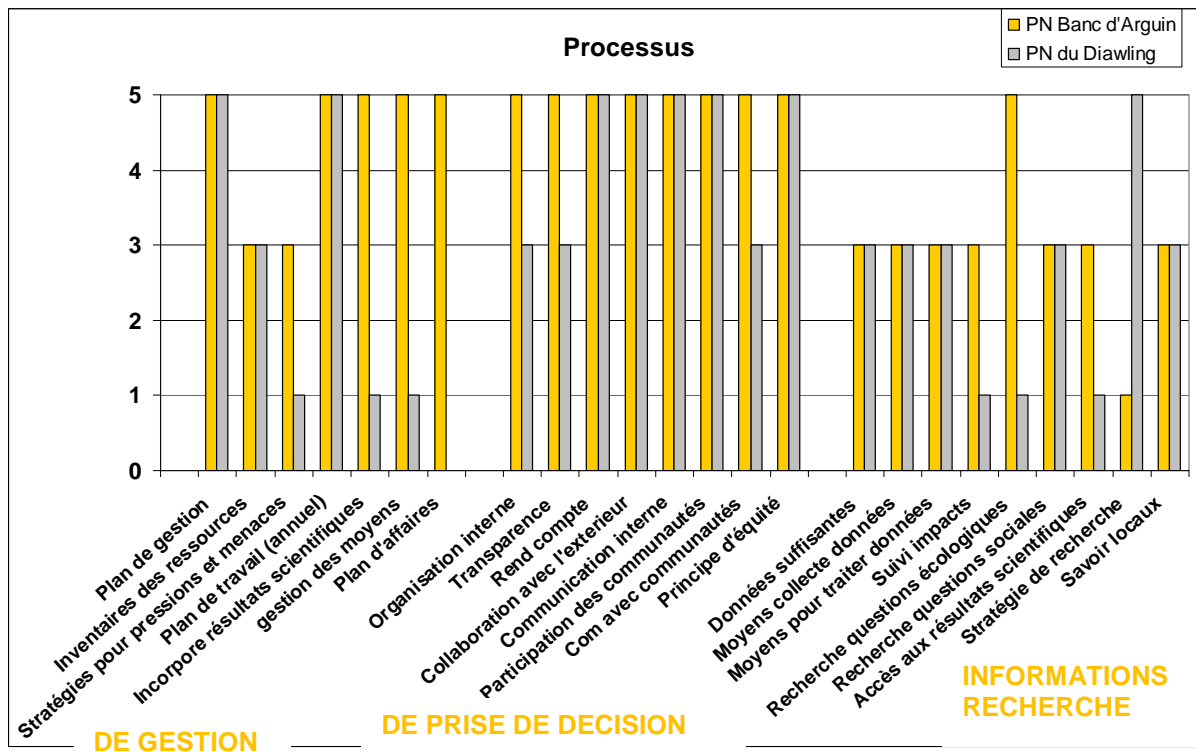 PN Banc d'Arguin
PN du Diawling
Processus
5
4
3
2
1
0
Plan de gestion
Inventaires des ressources
Stratégies pour pressions et menaces
Plan de travail (annuel)
Incorpore résultats scientifiques
gestion des moyens
Plan d'affaires
Organisation interne
Transparence
Rend compte
Collaboration avec l'exterieur
Communication interne
Participation des communautés
Com avec communautés
Principe d'équité
Données suffisantes
Moyens collecte données
Moyens pour traiter données
Suivi impacts
Recherche questions écologiques
Recherche questions sociales
Accès aux résultats scientifiques
Stratégie de recherche
Savoir locaux
DE GESTION
DE PRISE DE DECISION
INFORMATIONS
RECHERCHE